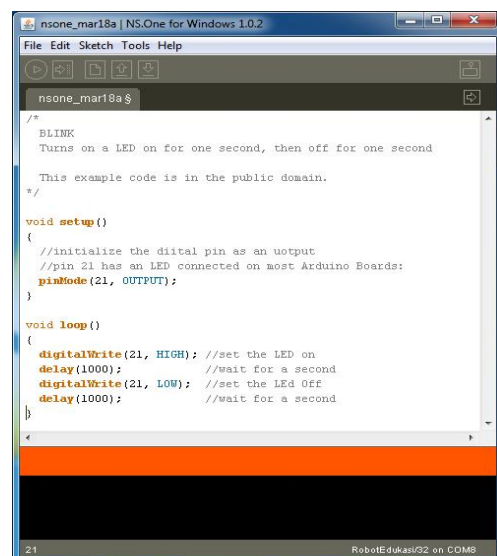 nsone_mar18a | NS.One for Windows 1.0.2
File Edit Sketch Tools Help
nsone_mar18a §
/*
BLINK
Turns on a LED on for one second, then off for one second
This example code is in the public domain.
*/
void setup()
{
//initialize the diital pin as an uotput
//pin 21 has an LED connected on most Arduino Boards:
pinMode(21, OUTPUT);
}
void loop()
{
digitalWrite(21, HIGH); //set the LED on
delay(1000); //wait for a second
digitalWrite(21, LOW); //set the LEd Off
delay(1000); //wait for a second
}
21 RobotEdukasi/32 on COM8